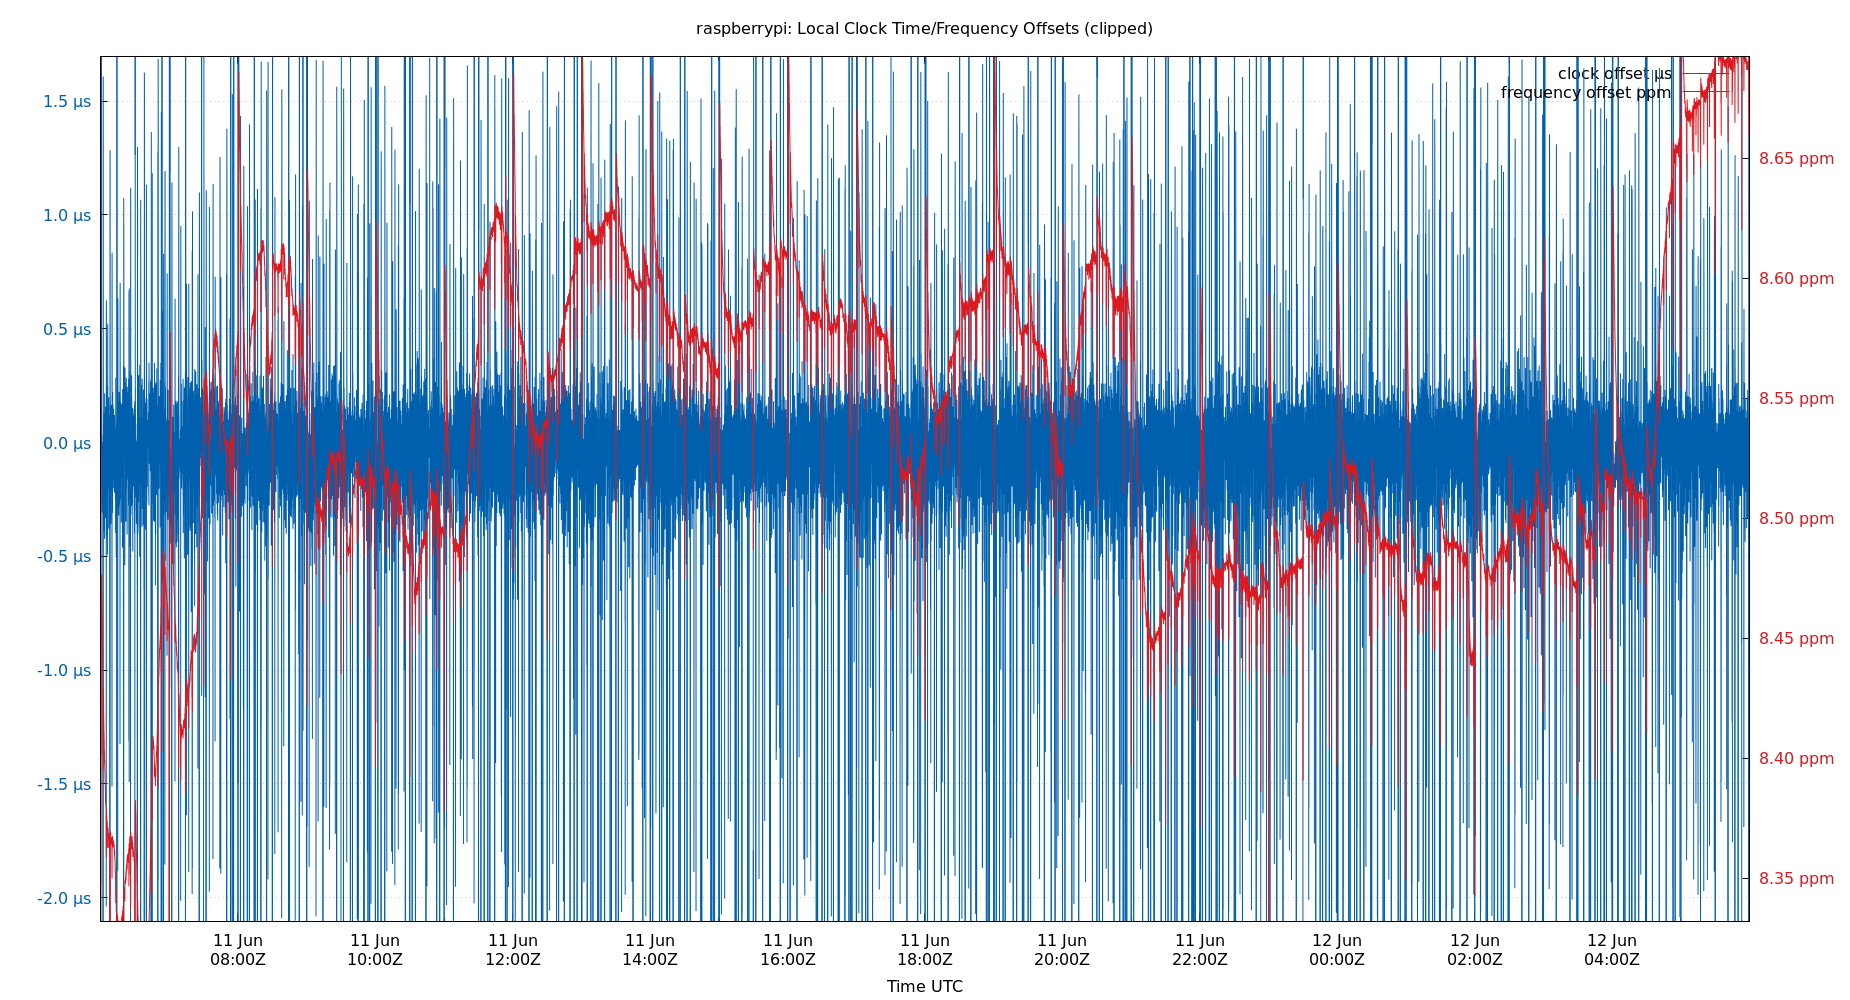 raspberrypi: Local Clock Time/Frequency Offsets (clipped)
clock offset µs
frequency offset ppm
1.5 µs
1.0 µs
0.5 µs
0.0 µs
-0.5 µs
-1.0 µs
-1.5 µs
-2.0 µs
8.65 ppm
8.60 ppm
8.55 ppm
8.50 ppm
8.45 ppm
8.40 ppm
8.35 ppm
11 Jun 11 Jun 11 Jun 11 Jun 11 Jun 11 Jun 11 Jun 11 Jun 12 Jun 12 Jun 12 Jun
08:00Z 10:00Z 12:00Z 14:00Z 16:00Z 18:00Z 20:00Z 22:00Z 00:00Z 02:00Z 04:00Z
Time UTC